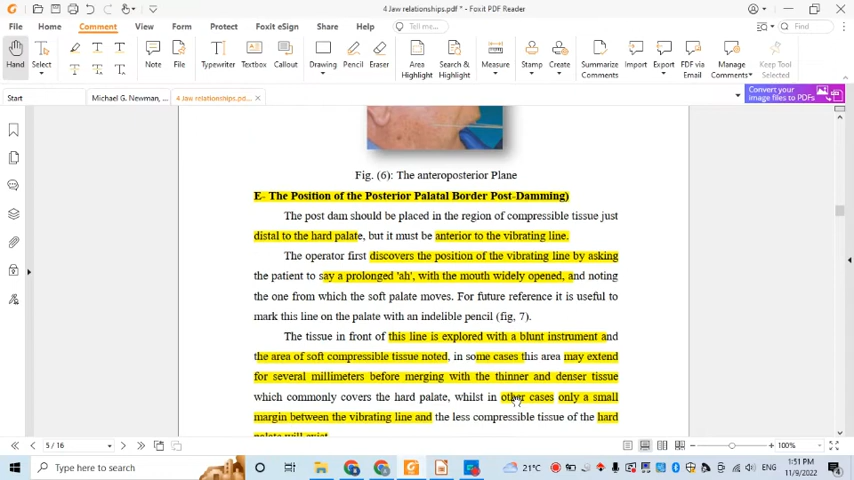 4 Jaw relationships.pdf * - Foxit PDF Reader
File Home Comment View Form Protect Foxit eSign Share Help Tell me... Find
Hand Select Note File Typewriter Textbox Callout Drawing Pencil Eraser Area Highlight Search & Highlight Measure Stamp Create Summarize Comments Import Export FDF via Email Manage Comments Keep Tool Selected
Start Michael G. Newman, ... 4 Jaw relationships.pd... Convert your image files to PDFs
Fig. (6): The anteroposterior Plane
E- The Position of the Posterior Palatal Border Post-Damming)
The post dam should be placed in the region of compressible tissue just
distal to the hard palate, but it must be anterior to the vibrating line.
The operator first discovers the position of the vibrating line by asking
the patient to say a prolonged 'ah', with the mouth widely opened, and noting
the one from which the soft palate moves. For future reference it is useful to
mark this line on the palate with an indelible pencil (fig, 7).
The tissue in front of this line is explored with a blunt instrument and
the area of soft compressible tissue noted, in some cases this area may extend
for several millimeters before merging with the thinner and denser tissue
which commonly covers the hard palate, whilst in other cases only a small
margin between the vibrating line and the less compressible tissue of the hard
palate will exist.
5 / 16 100%
Type here to search 21°C ENG 1:51 PM
11/9/2022 4